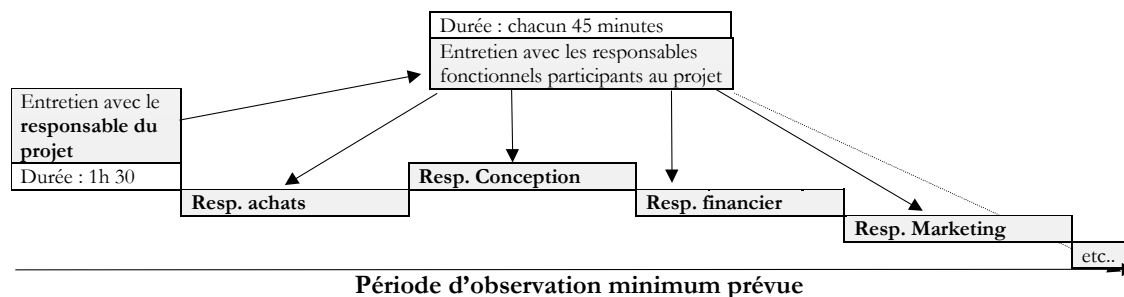 Durée : chacun 45 minutes
Entretien avec les responsables
fonctionnels participants au projet
Entretien avec le
responsable du
projet
Durée : 1h 30
Resp. Conception
Resp. achats
Resp. financier
Resp. Marketing
etc..
Période d’observation minimum prévue